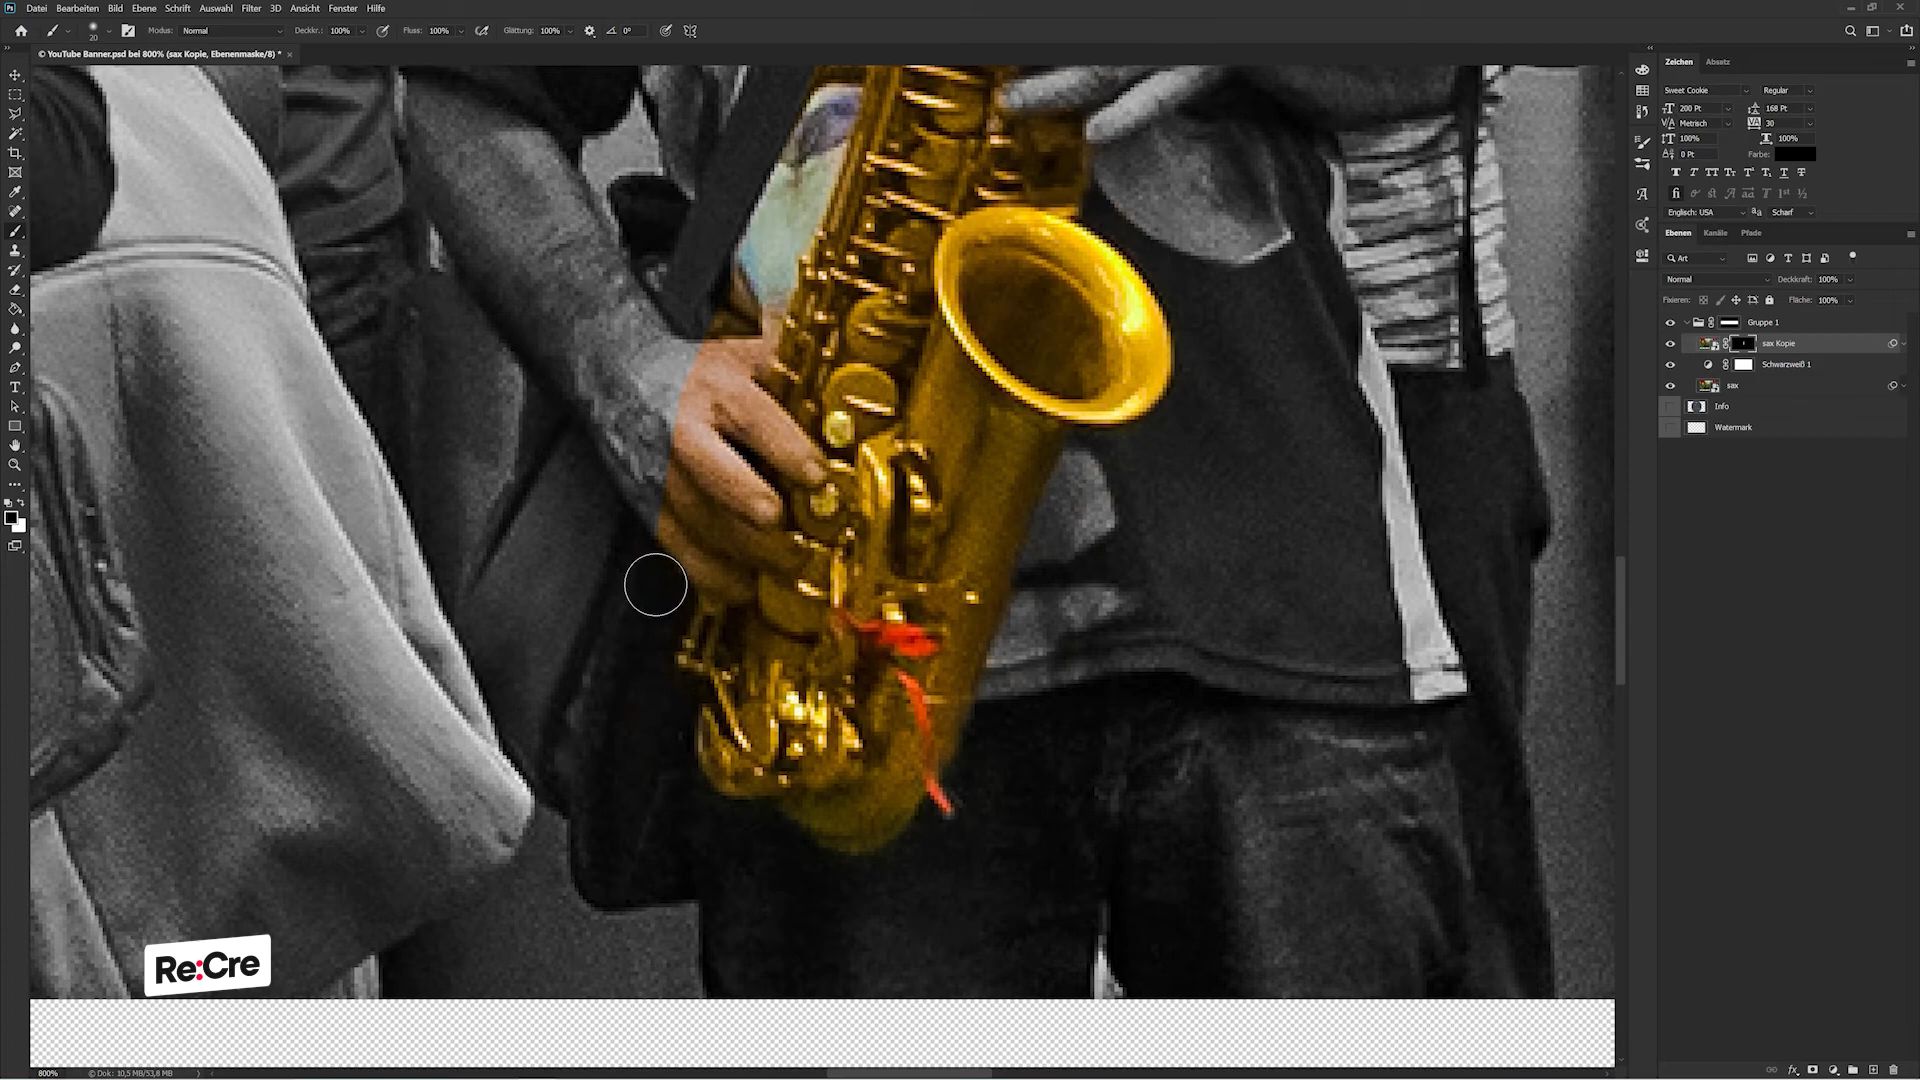 Ps Datei Bearbeiten Bild Ebene Schrift Auswahl Filter 3D Ansicht Fenster Hilfe
20 Modus: Normal Deckkr.: 100% Fluss: 100% Glättung: 100% 0°
© YouTube Banner.psd bei 800% (sax Kopie, Ebenenmaske/8) * ×
Zeichen Absatz
Sweet Cookie Regular
200 Pt 168 Pt
Metrisch 30
100% 100%
0 Pt Farbe:
Englisch: USA aa Scharf
Ebenen Kanäle Pfade
Art
Normal Deckkraft: 100%
Fixieren: Fläche: 100%
Gruppe 1
sax Kopie
Schwarzweiß 1
sax
Info
Watermark
Re:Cre
800% © Dok: 10,5 MB/53,8 MB